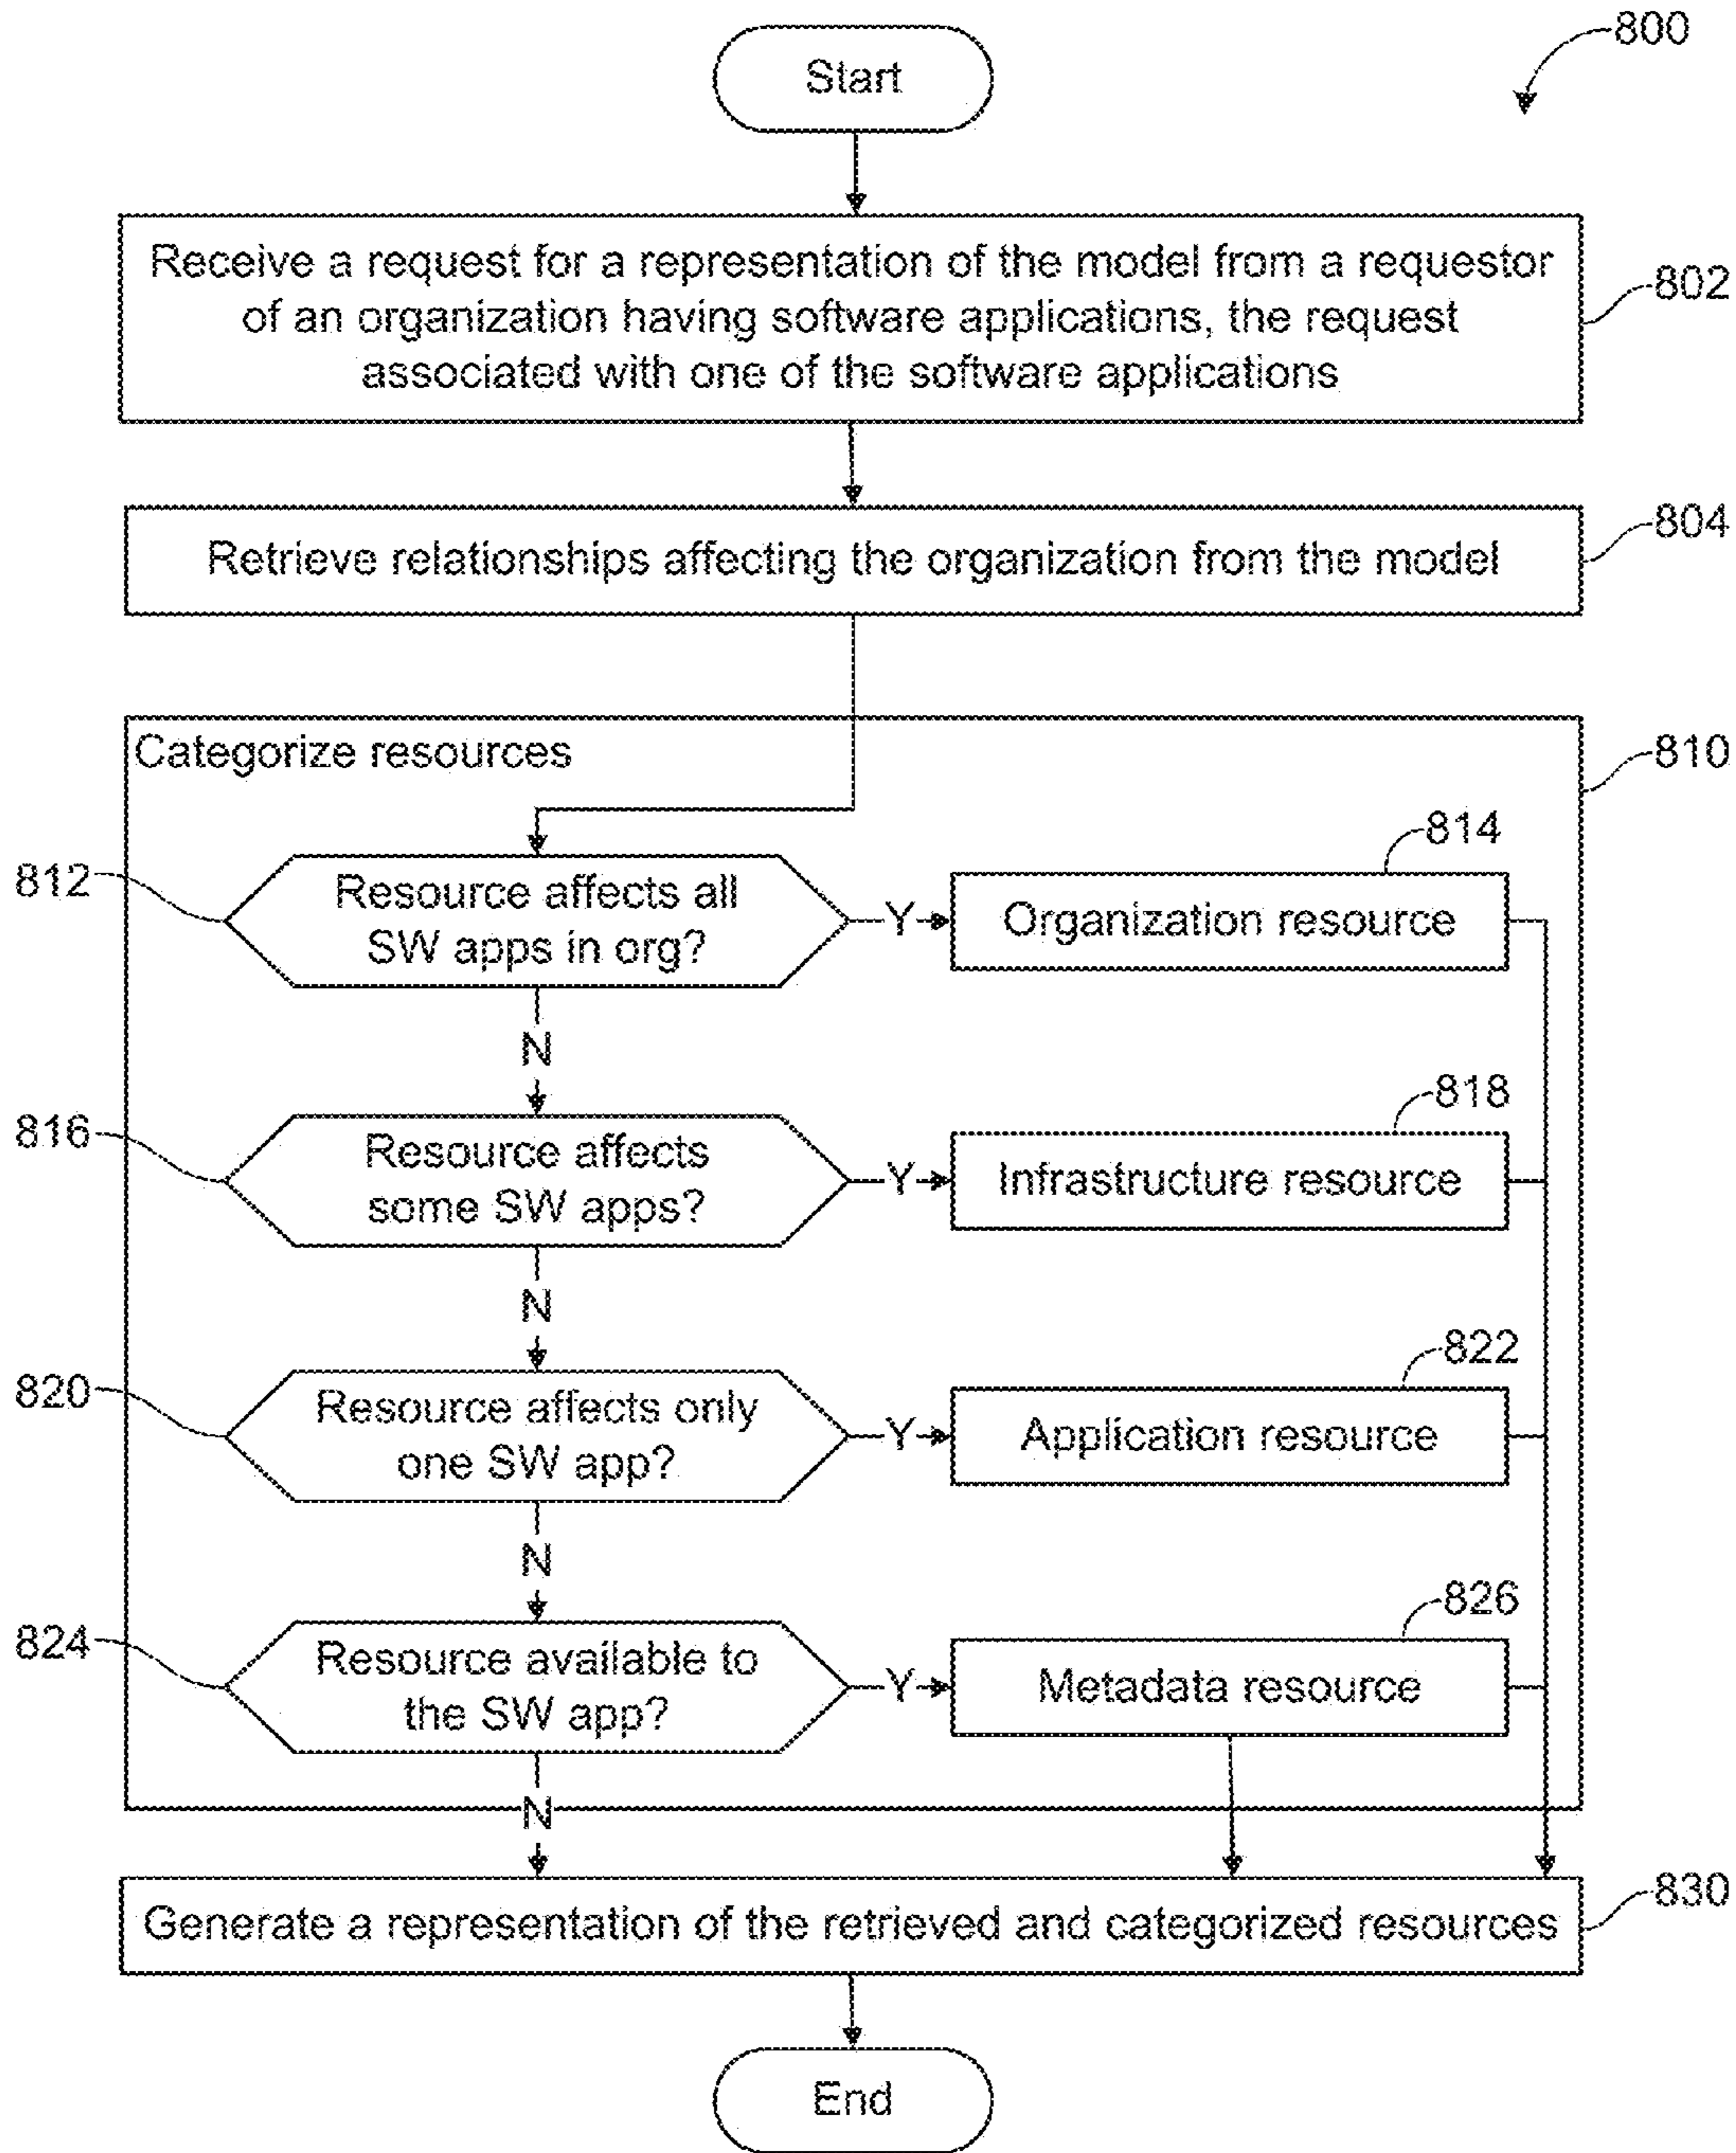 800
Start
Receive a request for a representation of the model from a requestor
of an organization having software applications, the request
associated with one of the software applications
802
Retrieve relationships affecting the organization from the model
804
Categorize resources
810
812
Resource affects all
SW apps in org?
Y
814
Organization resource
N
816
Resource affects
some SW apps?
Y
818
Infrastructure resource
N
820
Resource affects only
one SW app?
Y
822
Application resource
N
824
Resource available to
the SW app?
Y
826
Metadata resource
N
Generate a representation of the retrieved and categorized resources
830
End